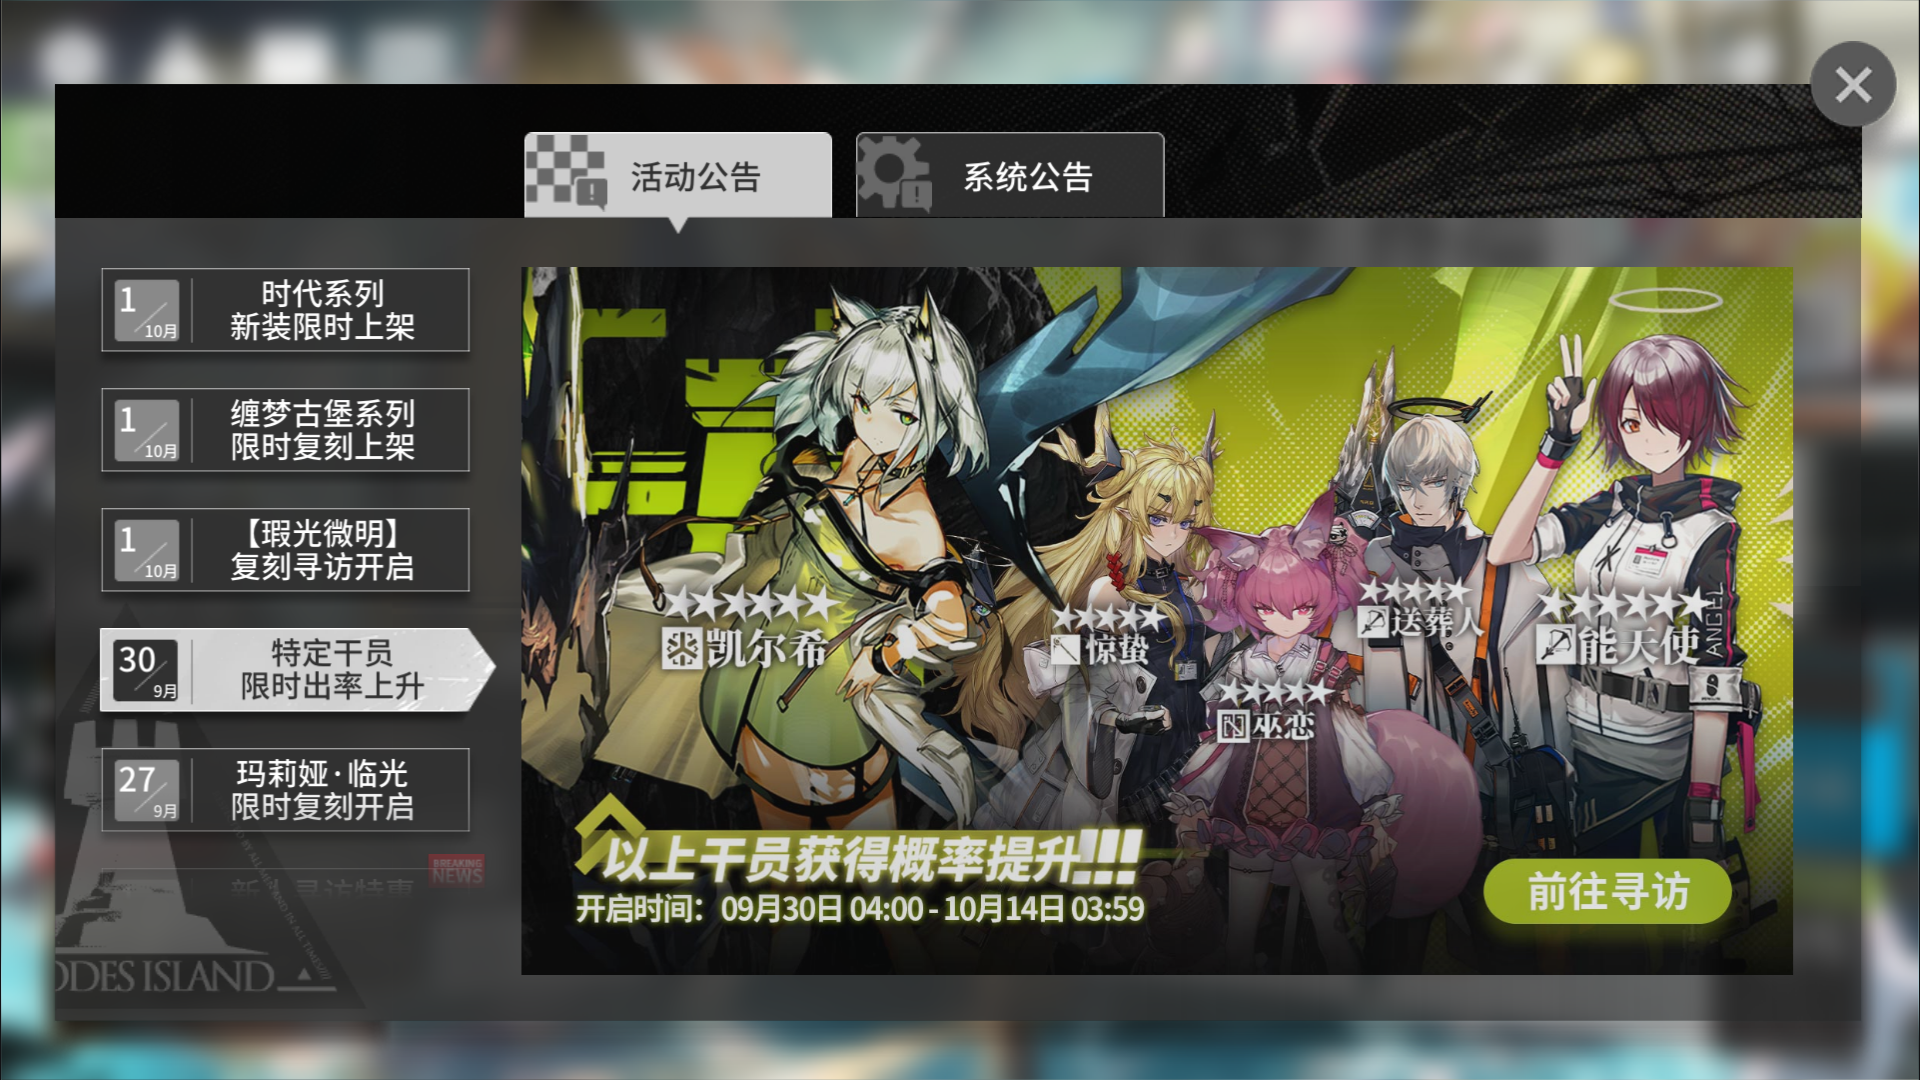 活动公告
系统公告
1
10月
时代系列
新装限时上架
1
10月
缠梦古堡系列
限时复刻上架
1
10月
【瑕光微明】
复刻寻访开启
30
9月
特定干员
限时出率上升
27
9月
玛莉娅·临光
限时复刻开启
BREAKING
NEWS
ODES ISLAND
★★★★★★
凯尔希
★★★★★
惊蛰
★★★★★
巫恋
★★★★★
送葬人
★★★★★★
能天使
ANGEL
以上干员获得概率提升!!!
开启时间：09月30日 04:00 - 10月14日 03:59
前往寻访